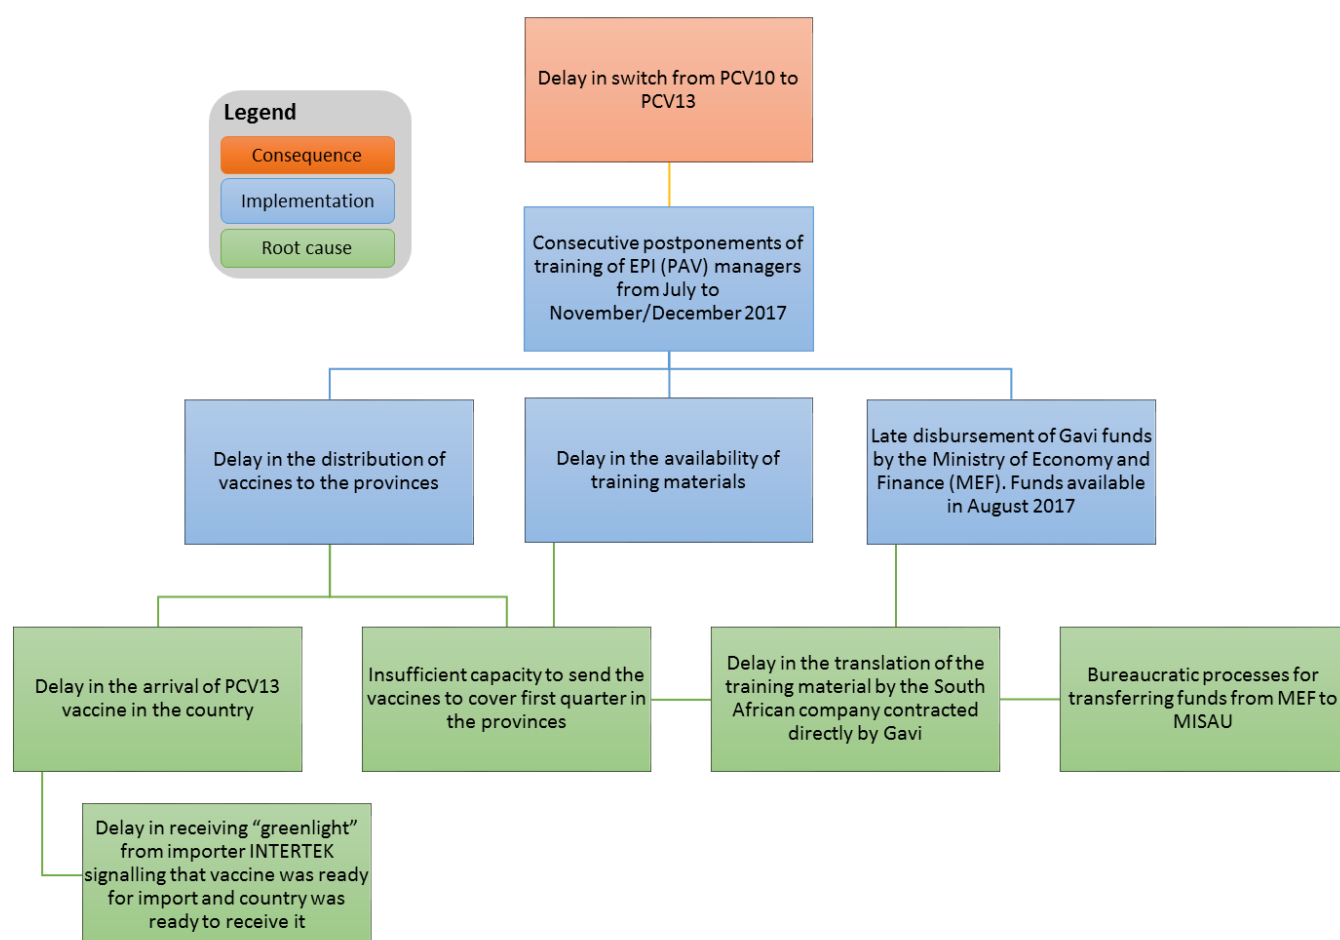 Delay in switch from PCV10 to
PCV13
Legend
Consequence
Implementation
Root cause
Consecutive postponements of
training of EPI (PAV) managers
from July to
November/December 2017
Delay in the distribution of
vaccines to the provinces
Delay in the availability of
training materials
Late disbursement of Gavi funds
by the Ministry of Economy and
Finance (MEF). Funds available
in August 2017
Delay in the arrival of PCV13
vaccine in the country
Insufficient capacity to send the
vaccines to cover first quarter in
the provinces
Delay in the translation of the
training material by the South
African company contracted
directly by Gavi
Bureaucratic processes for
transferring funds from MEF to
MISAU
Delay in receiving “greenlight”
from importer INTERTEK
signalling that vaccine was ready
for import and country was
ready to receive it